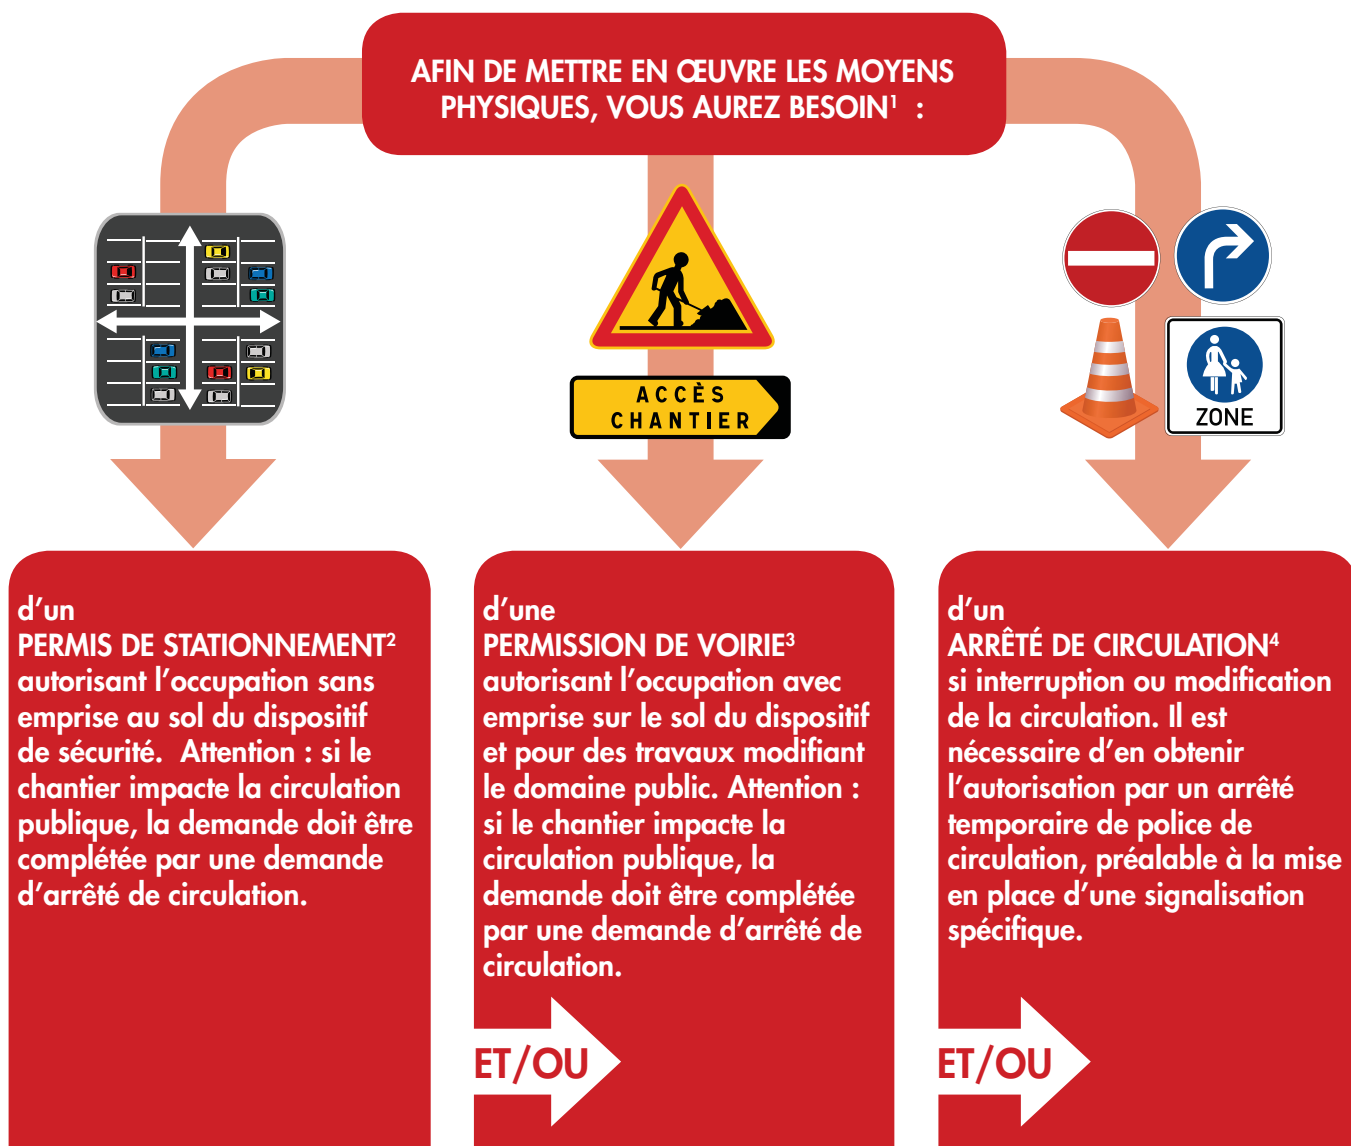 AFIN DE METTRE EN ŒUVRE LES MOYENS
PHYSIQUES, VOUS AUREZ BESOIN¹ :
ACCÈS
CHANTIER
ZONE
d’un
PERMIS DE STATIONNEMENT²
autorisant l’occupation sans
emprise au sol du dispositif
de sécurité. Attention : si le
chantier impacte la circulation
publique, la demande doit être
complétée par une demande
d’arrêté de circulation.
d’une
PERMISSION DE VOIRIE³
autorisant l’occupation avec
emprise sur le sol du dispositif
et pour des travaux modifiant
le domaine public. Attention :
si le chantier impacte la
circulation publique, la
demande doit être complétée
par une demande d’arrêté de
circulation.
ET/OU
d’un
ARRÊTÉ DE CIRCULATION⁴
si interruption ou modification
de la circulation. Il est
nécessaire d’en obtenir
l’autorisation par un arrêté
temporaire de police de
circulation, préalable à la mise
en place d’une signalisation
spécifique.
ET/OU